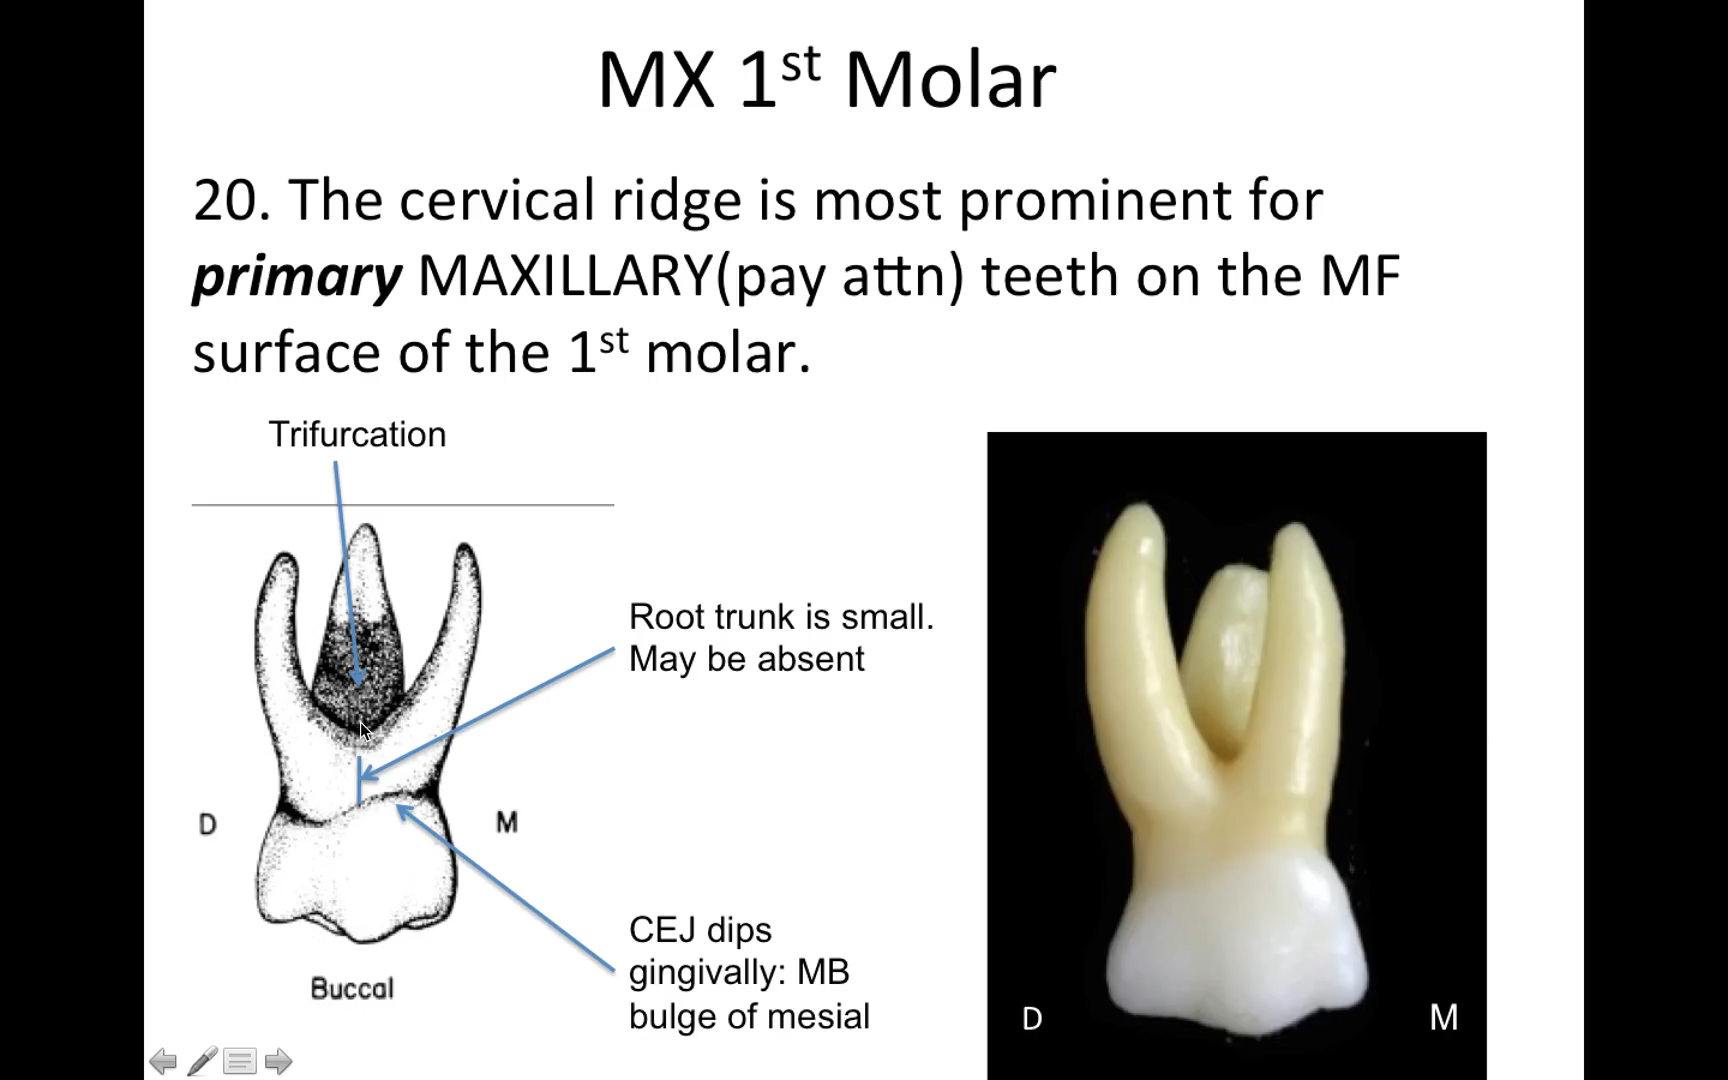 MX 1st Molar
20. The cervical ridge is most prominent for
primary MAXILLARY(pay attn) teeth on the MF
surface of the 1st molar.
Trifurcation
Root trunk is small.
May be absent
D
M
CEJ dips
gingivally: MB
bulge of mesial
Buccal
D
M